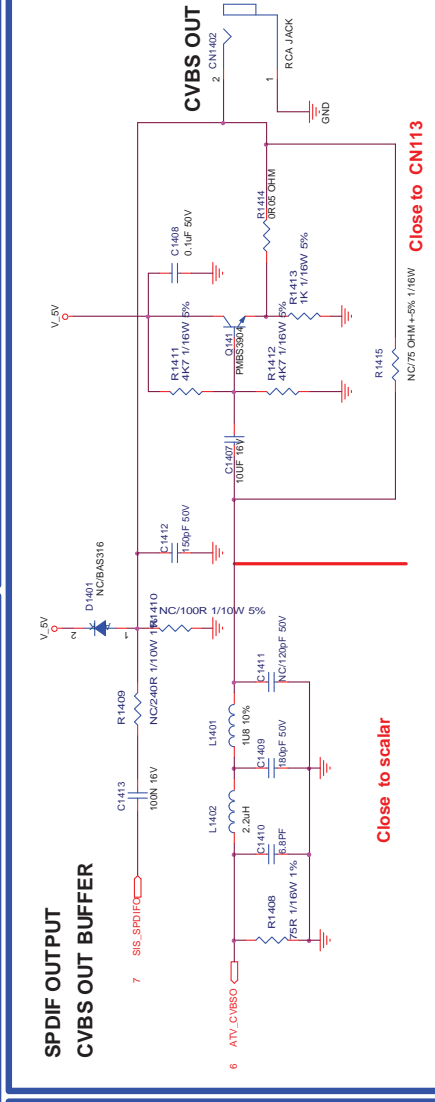 SPDIF OUTPUT
CVBS OUT BUFFER
7 SIS_SPDIFO
C1413
100N 16V
R1409
NC/240R 1/10W 1%
V_5V
D1401
NC/BAS316
2
1
R1410
NC/100R 1/10W 5%
C1412
150pF 50V
V_5V
C1408
0.1uF 50V
R1411
4K7 1/16W 5%
Q141
PMBS3904
R1412
4K7 1/16W 5%
R1413
1K 1/16W 5%
R1414
0R05 OHM
CVBS OUT
CN1402
2
1
RCA JACK
GND
6 ATV_CVBSO
R1408
75R 1/16W 1%
C1410
6.8PF
L1402
2.2uH
C1409
180pF 50V
L1401
1U8 10%
C1411
NC/120pF 50V
C1407
10UF 16V
R1415
NC/75 OHM +-5% 1/16W
Close to scalar
Close to CN113